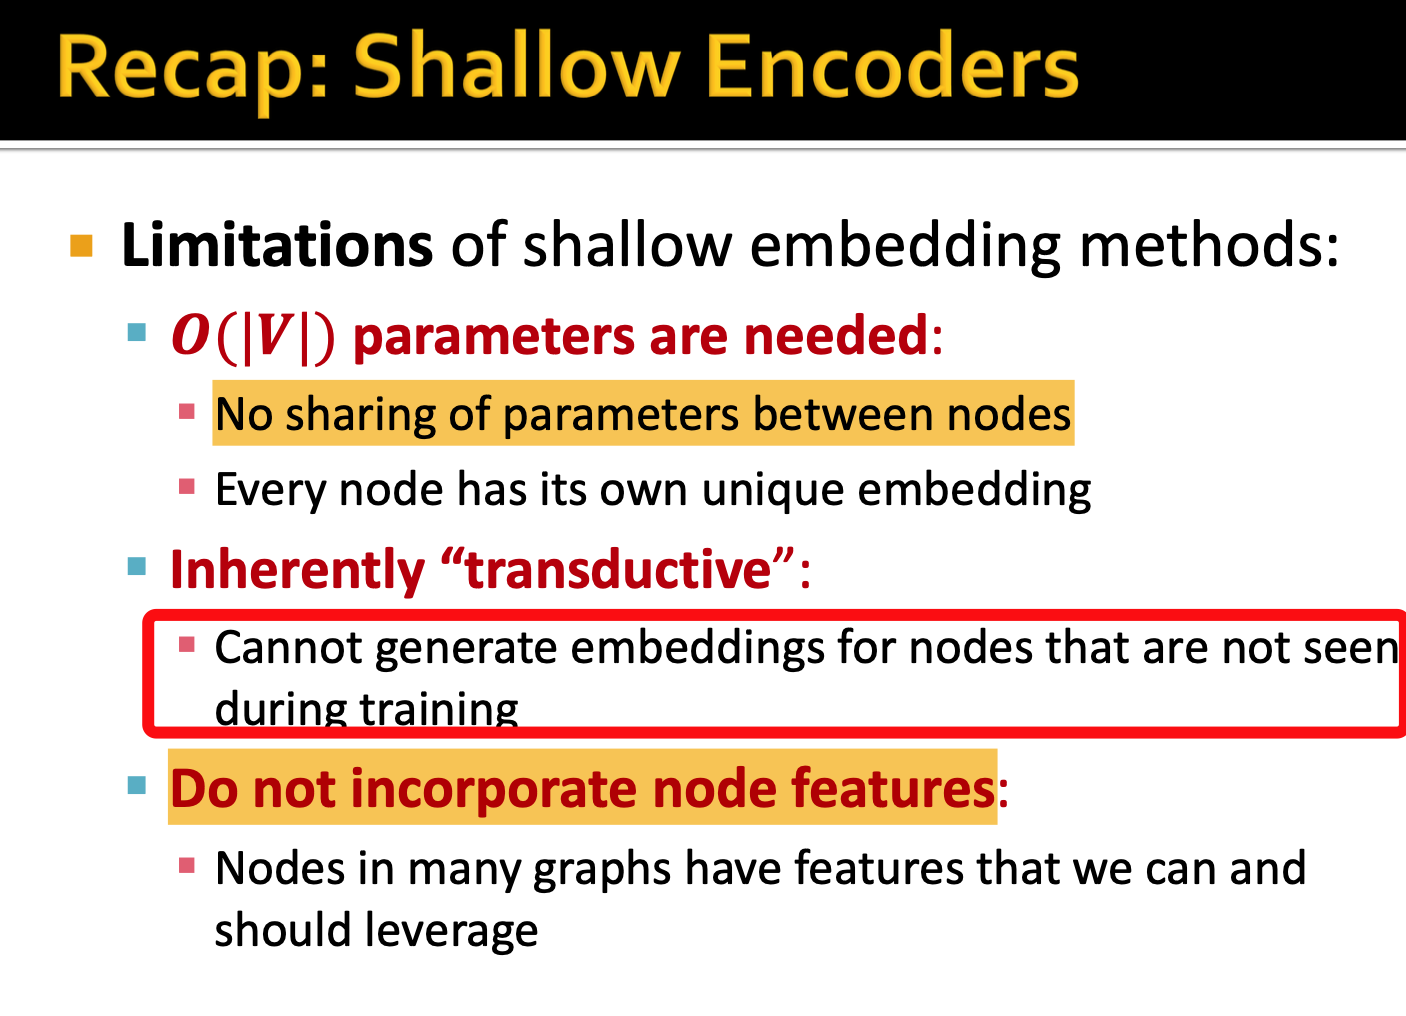 Recap: Shallow Encoders
Limitations of shallow embedding methods:
O(|V|) parameters are needed:
No sharing of parameters between nodes
Every node has its own unique embedding
Inherently “transductive”:
Cannot generate embeddings for nodes that are not seen
during training
Do not incorporate node features:
Nodes in many graphs have features that we can and
should leverage